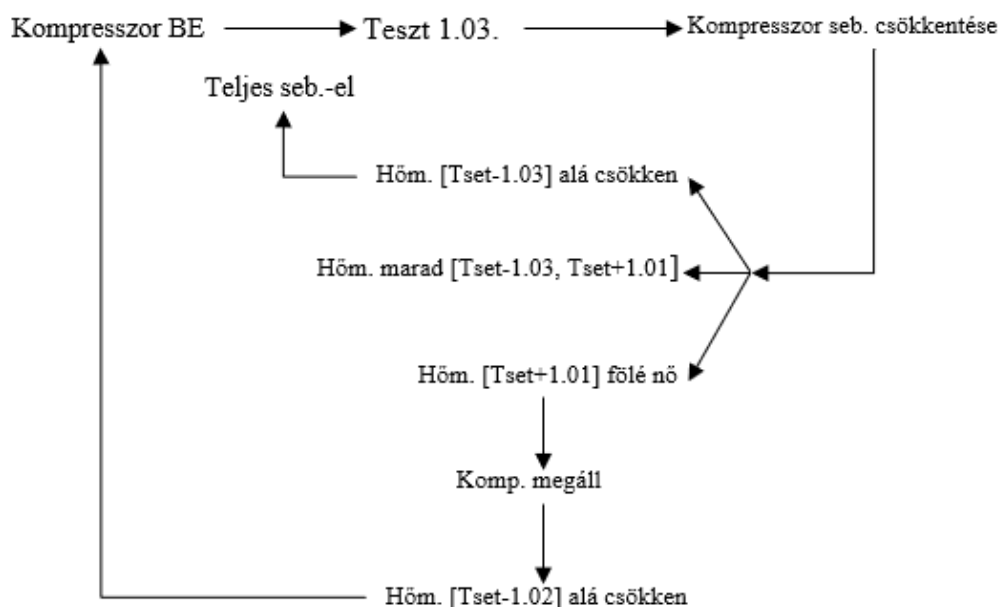 Kompresszor BE
Teszt 1.03.
Kompresszor seb. csökkentése
Teljes seb.-el
Hőm. [Tset-1.03] alá csökken
Hőm. marad [Tset-1.03, Tset+1.01]
Hőm. [Tset+1.01] fölé nő
Komp. megáll
Hőm. [Tset-1.02] alá csökken